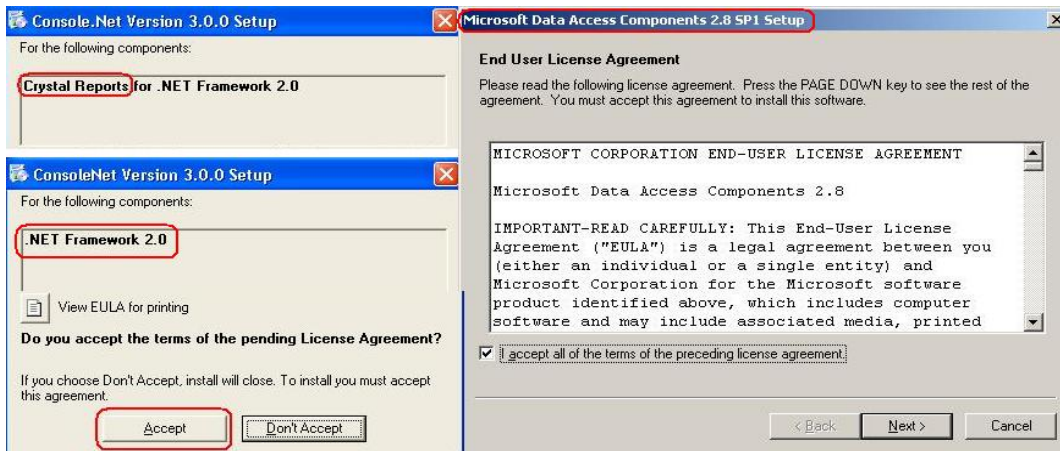 Console.Net Version 3.0.0 Setup
For the following components:
Crystal Reports for .NET Framework 2.0
ConsoleNet Version 3.0.0 Setup
For the following components:
.NET Framework 2.0
View EULA for printing
Do you accept the terms of the pending License Agreement?
If you choose Don't Accept, install will close. To install you must accept
this agreement.
Accept
Don't Accept
Microsoft Data Access Components 2.8 SP1 Setup
End User License Agreement
Please read the following license agreement. Press the PAGE DOWN key to see the rest of the
agreement. You must accept this agreement to install this software.
MICROSOFT CORPORATION END-USER LICENSE AGREEMENT
Microsoft Data Access Components 2.8
IMPORTANT-READ CAREFULLY: This End-User License
Agreement ("EULA") is a legal agreement between you
(either an individual or a single entity) and
Microsoft Corporation for the Microsoft software
product identified above, which includes computer
software and may include associated media, printed
I accept all of the terms of the preceding license agreement.
< Back
Next >
Cancel